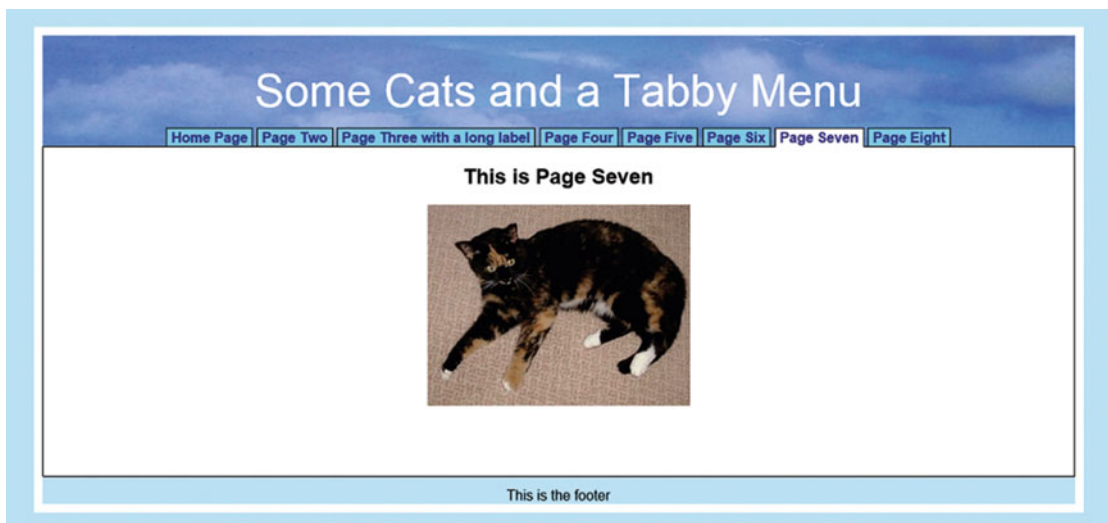 Some Cats and a Tabby Menu
Home Page Page Two Page Three with a long label Page Four Page Five Page Six Page Seven Page Eight
This is Page Seven
This is the footer